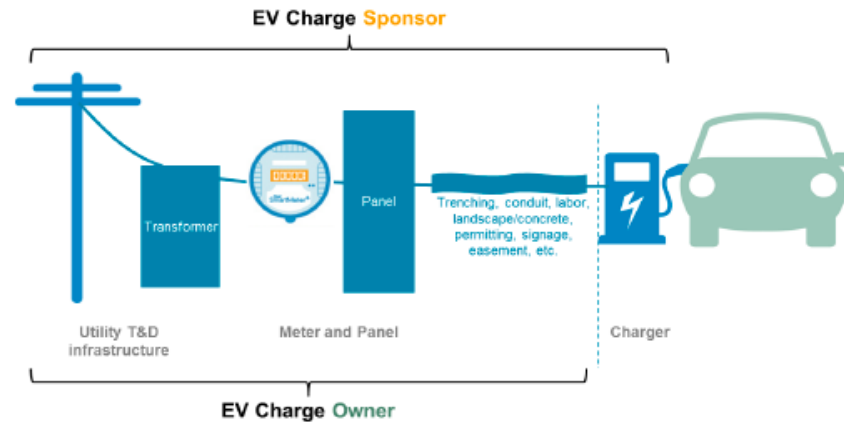 EV Charge Sponsor
Transformer
SmartMeter
Panel
Trenching, conduit, labor,
landscape/concrete,
permitting, signage,
easement, etc.
Utility T&D
infrastructure
Meter and Panel
Charger
EV Charge Owner